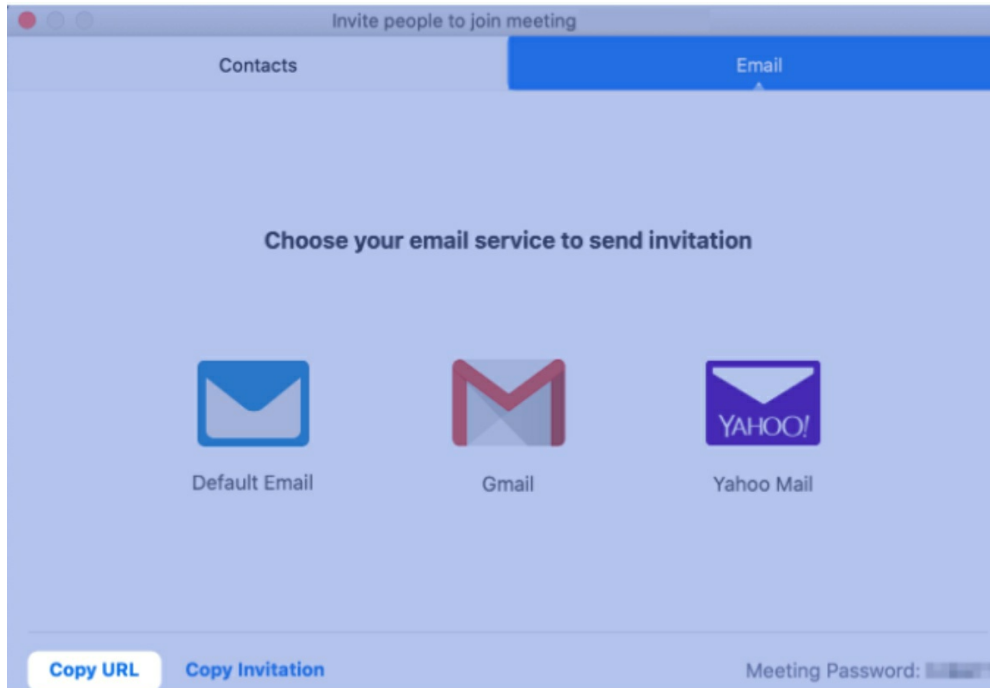 Invite people to join meeting
Contacts Email
Choose your email service to send invitation
YAHOO!
Default Email Gmail Yahoo Mail
Copy URL Copy Invitation Meeting Password: